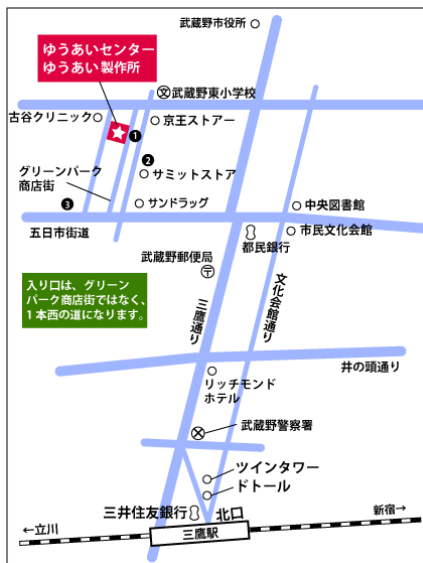 武蔵野市役所
ゆうあいセンター
ゆうあい製作所
武蔵野東小学校
古谷クリニック
京王ストアー
1
2
グリーンパーク
商店街
サミットストア
3
サンドラッグ
中央図書館
五日市街道
市民文化会館
都民銀行
武蔵野郵便局
入り口は、グリーン
パーク商店街ではなく、
1本西の道になります。
三鷹通り
文化会館通り
井の頭通り
リッチモンド
ホテル
武蔵野警察署
ツインタワー
ドトール
三井住友銀行
北口
新宿→
←立川
三鷹駅